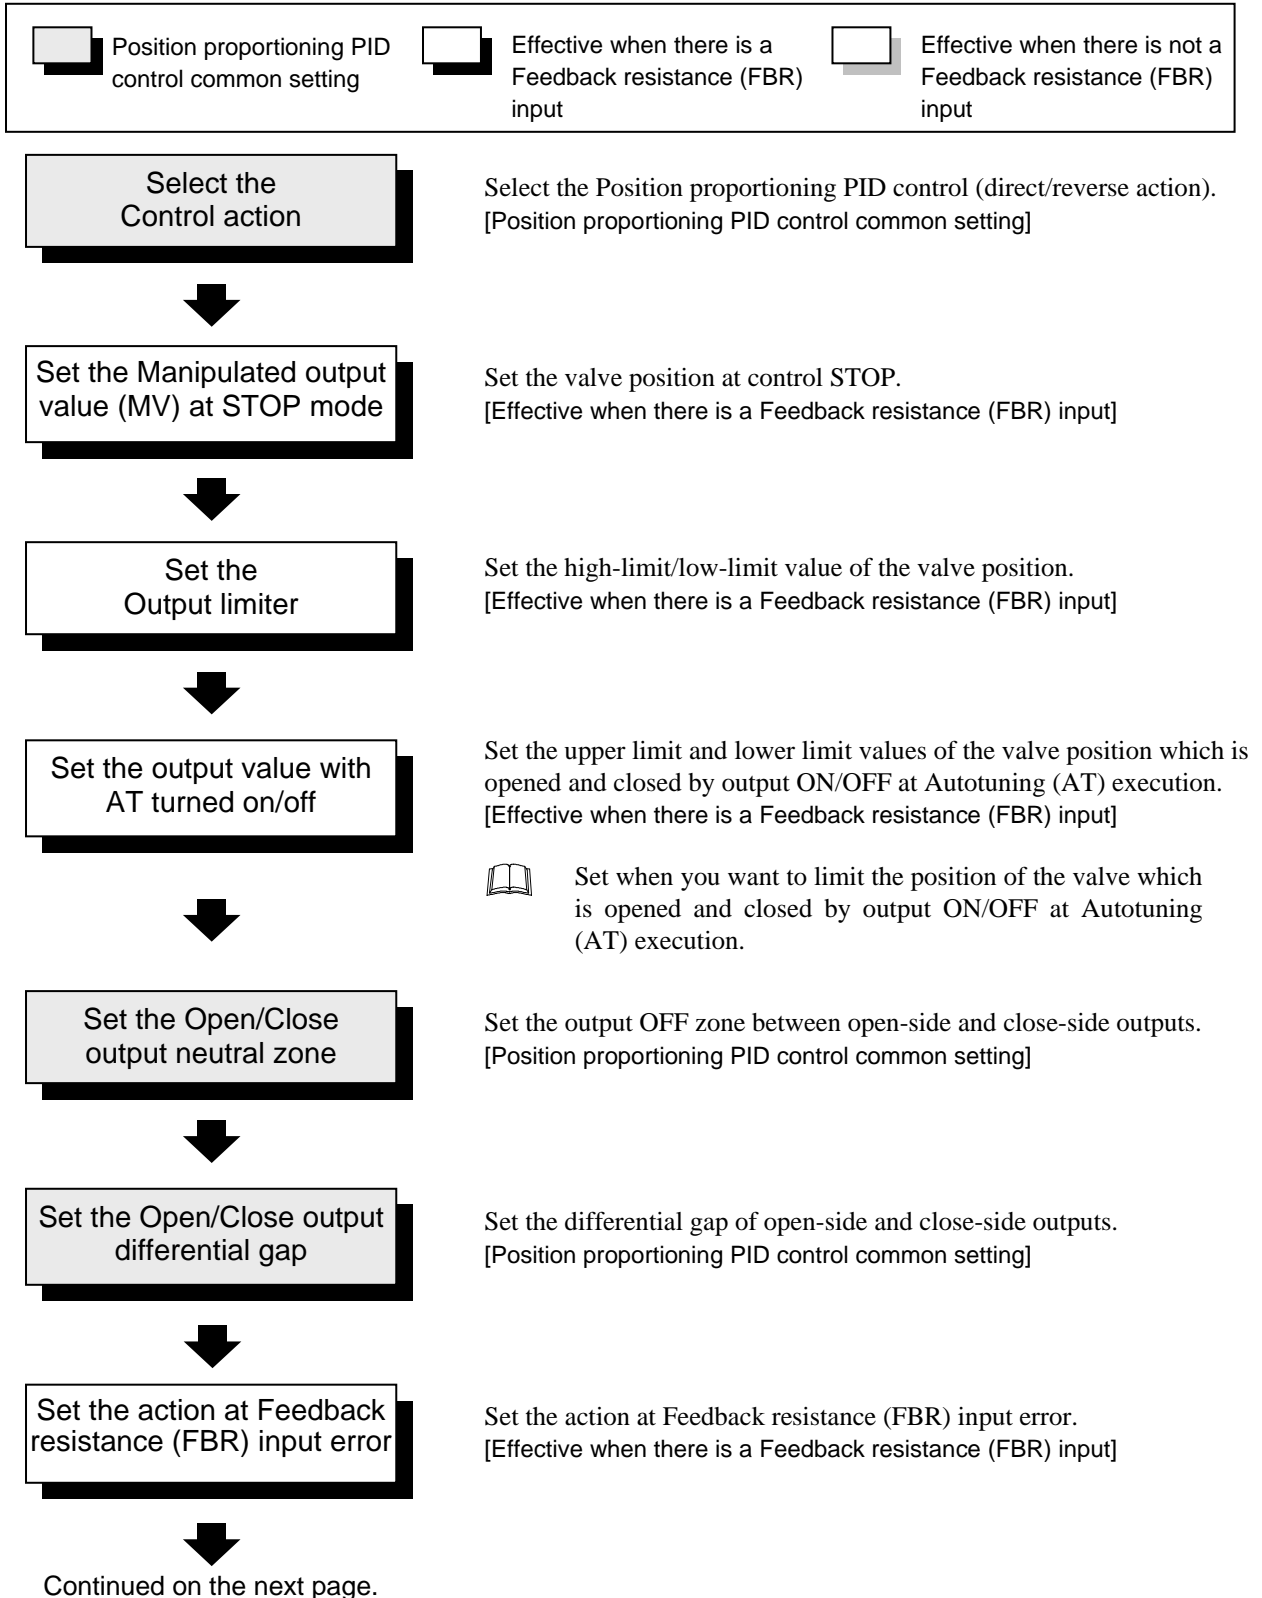 Position proportioning PID
control common setting
Effective when there is a
Feedback resistance (FBR)
input
Effective when there is not a
Feedback resistance (FBR)
input
Select the
Control action
Select the Position proportioning PID control (direct/reverse action).
[Position proportioning PID control common setting]
Set the Manipulated output
value (MV) at STOP mode
Set the valve position at control STOP.
[Effective when there is a Feedback resistance (FBR) input]
Set the
Output limiter
Set the high-limit/low-limit value of the valve position.
[Effective when there is a Feedback resistance (FBR) input]
Set the output value with
AT turned on/off
Set the upper limit and lower limit values of the valve position which is
opened and closed by output ON/OFF at Autotuning (AT) execution.
[Effective when there is a Feedback resistance (FBR) input]
Set when you want to limit the position of the valve which
is opened and closed by output ON/OFF at Autotuning
(AT) execution.
Set the Open/Close
output neutral zone
Set the output OFF zone between open-side and close-side outputs.
[Position proportioning PID control common setting]
Set the Open/Close output
differential gap
Set the differential gap of open-side and close-side outputs.
[Position proportioning PID control common setting]
Set the action at Feedback
resistance (FBR) input error
Set the action at Feedback resistance (FBR) input error.
[Effective when there is a Feedback resistance (FBR) input]
Continued on the next page.